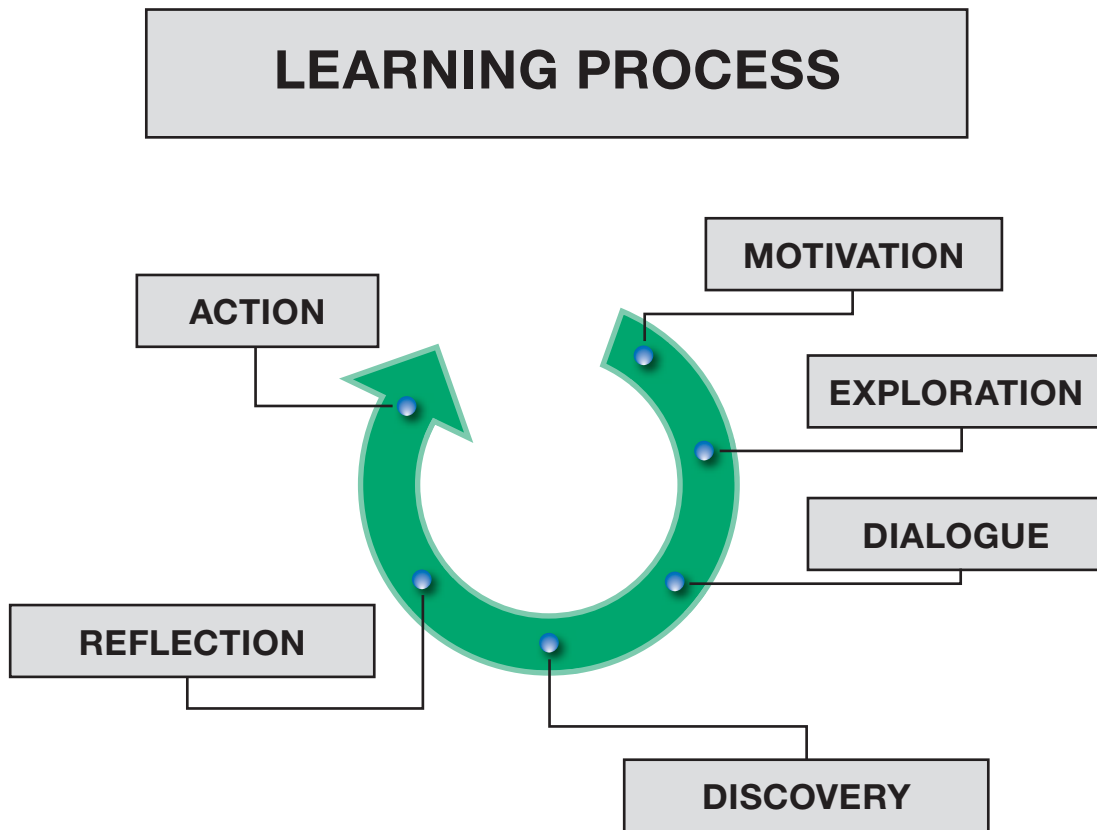 LEARNING PROCESS
MOTIVATION
EXPLORATION
DIALOGUE
DISCOVERY
REFLECTION
ACTION